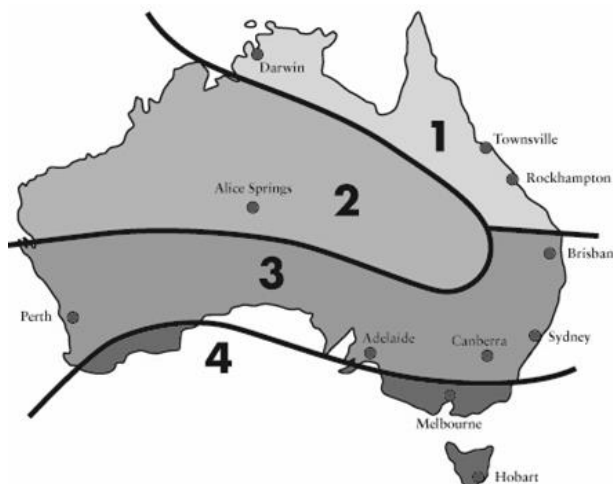 Darwin
1
Townsville
Rockhampton
Alice Springs
2
Brisban
3
Perth
4
Adelaide
Canberra
Sydney
Melbourne
Hobart